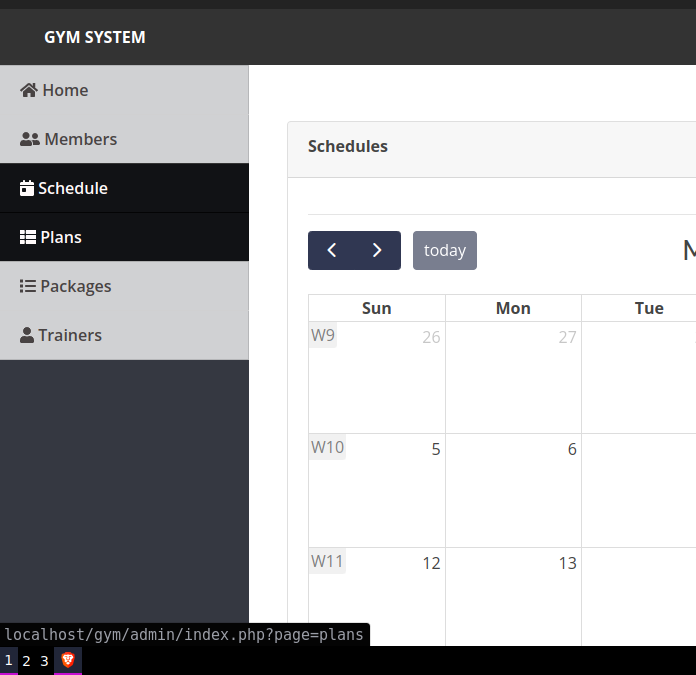 GYM SYSTEM
Home
Members
Schedule
Plans
Packages
Trainers
Schedules
today
Sun Mon Tue
W9 26 27
W10 5 6
W11 12 13
localhost/gym/admin/index.php?page=plans
1 2 3